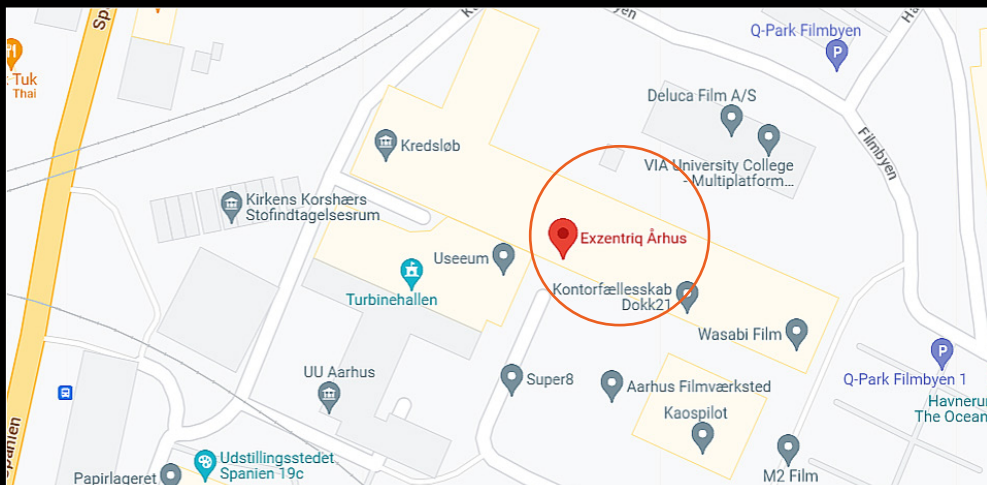 Sp
Tuk
Thai
Q-Park Filmbyen
P
Deluca Film A/S
Filmbyen
Kredsløb
VIA University College
- Multiplatform...
Kirkens Korshærs
Stofindtagelsesrum
Exzentriq Århus
Useeum
Turbinehallen
Kontorfællesskab
Dokk21
Wasabi Film
P
Q-Park Filmbyen 1
UU Aarhus
Super8
Aarhus Filmværksted
Havneru
The Ocean
Kaospilot
Spanien
Udstillingsstedet
Spanien 19c
Papirlageret
M2 Film